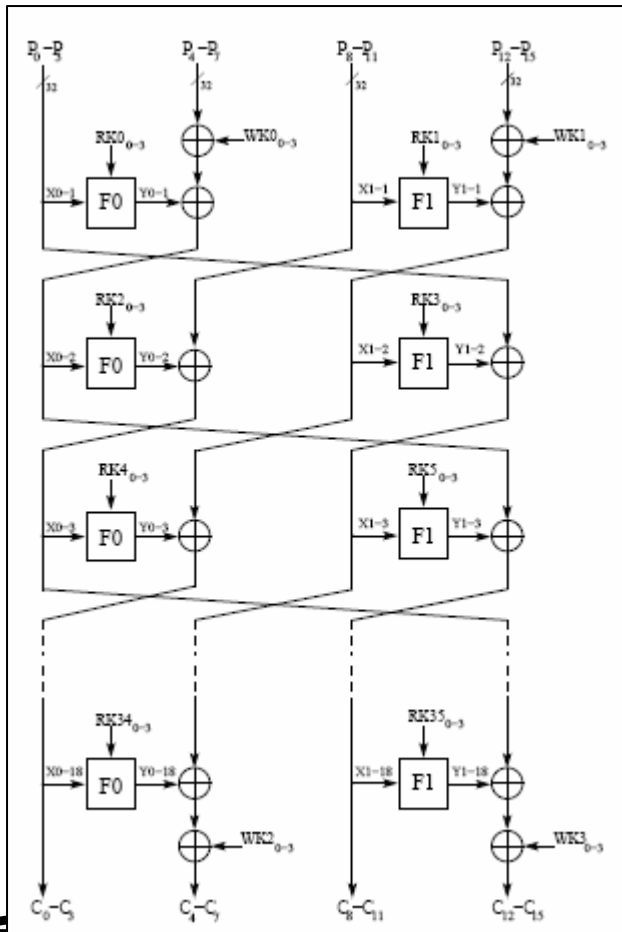 P₀-P₃ P₄-P₇ P₈-P₁₁ P₁₂-P₁₅
32 32 32 32
RK0₀₋₃ WK0₀₋₃ RK1₀₋₃ WK1₀₋₃
X0-1 F0 Y0-1 X1-1 F1 Y1-1
RK2₀₋₃ RK3₀₋₃
X0-2 F0 Y0-2 X1-2 F1 Y1-2
RK4₀₋₃ RK5₀₋₃
X0-3 F0 Y0-3 X1-3 F1 Y1-3
RK34₀₋₃ RK35₀₋₃
X0-18 F0 Y0-18 X1-18 F1 Y1-18
WK2₀₋₃ WK3₀₋₃
C₀-C₃ C₄-C₇ C₈-C₁₁ C₁₂-C₁₅